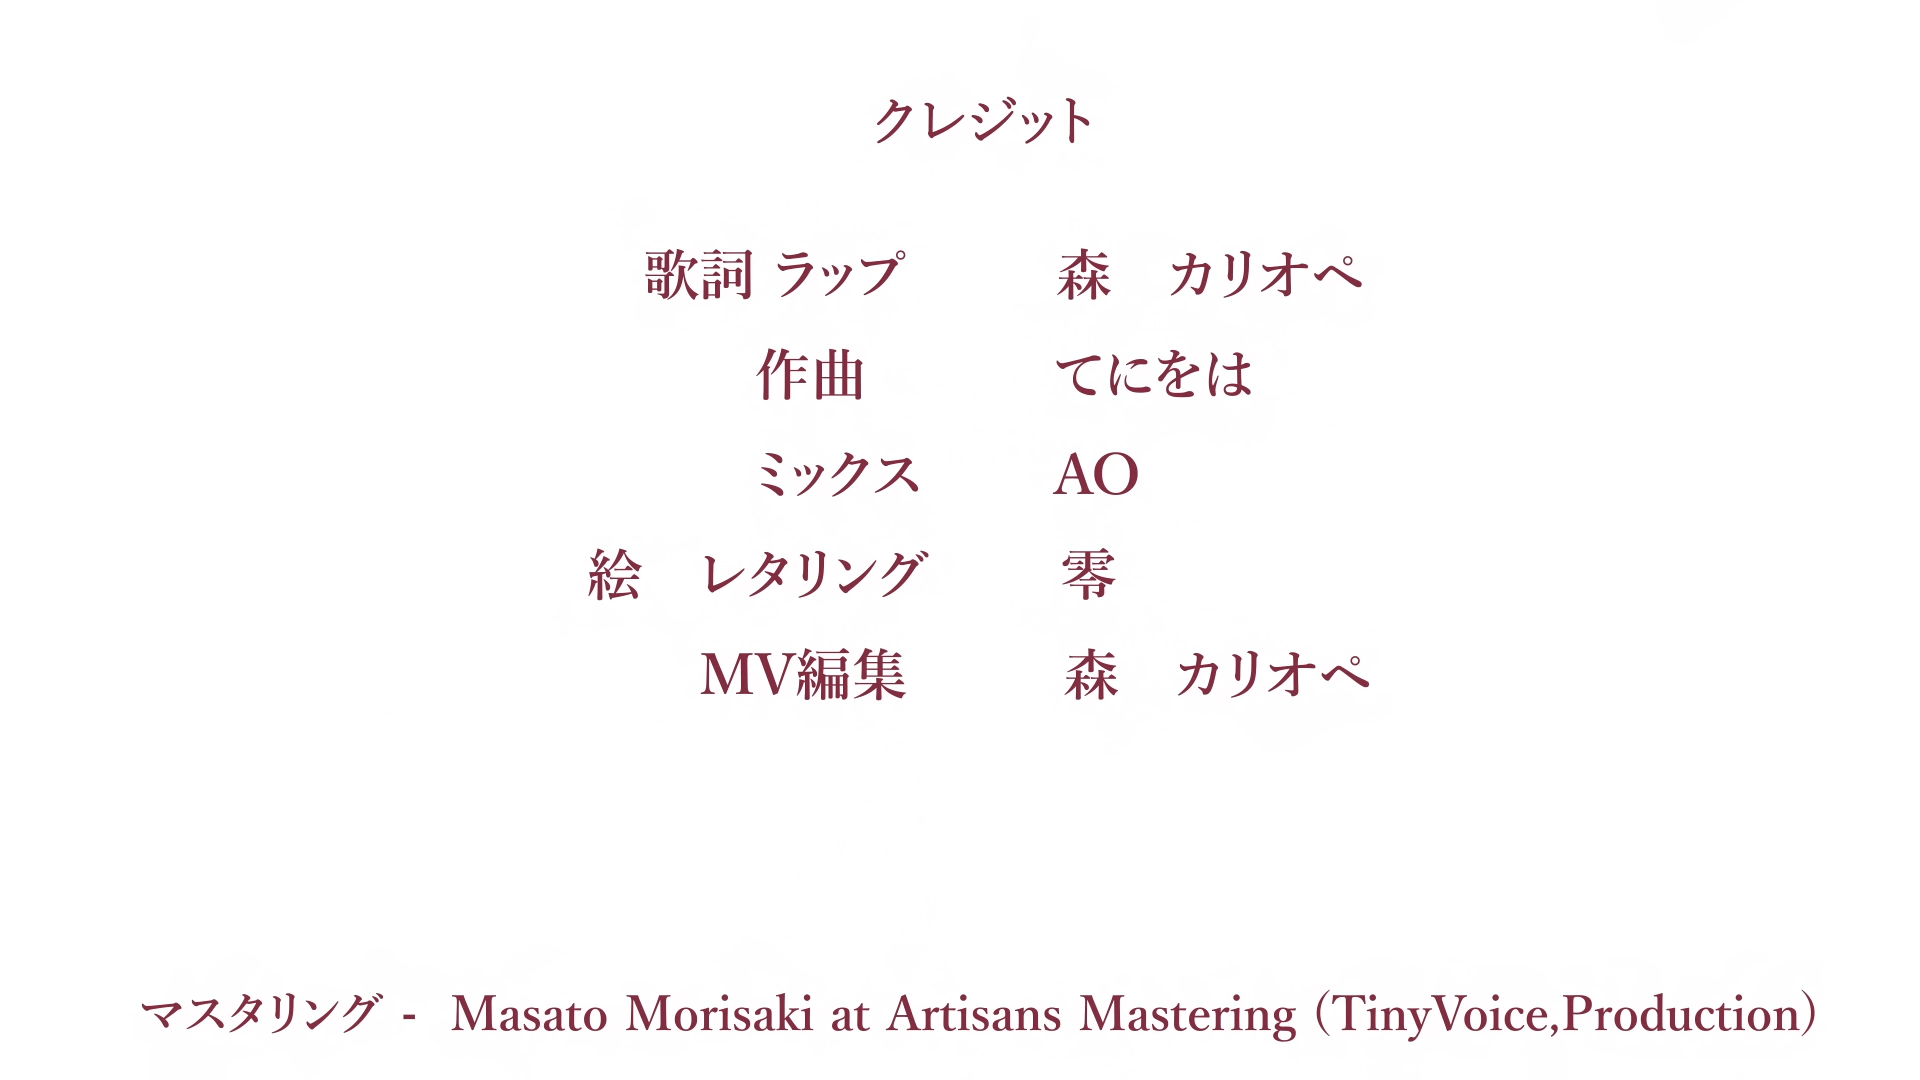 クレジット
歌詞 ラップ　森　カリオペ
作曲　てにをは
ミックス　AO
絵　レタリング　零
MV編集　森　カリオペ
マスタリング - Masato Morisaki at Artisans Mastering (TinyVoice,Production)